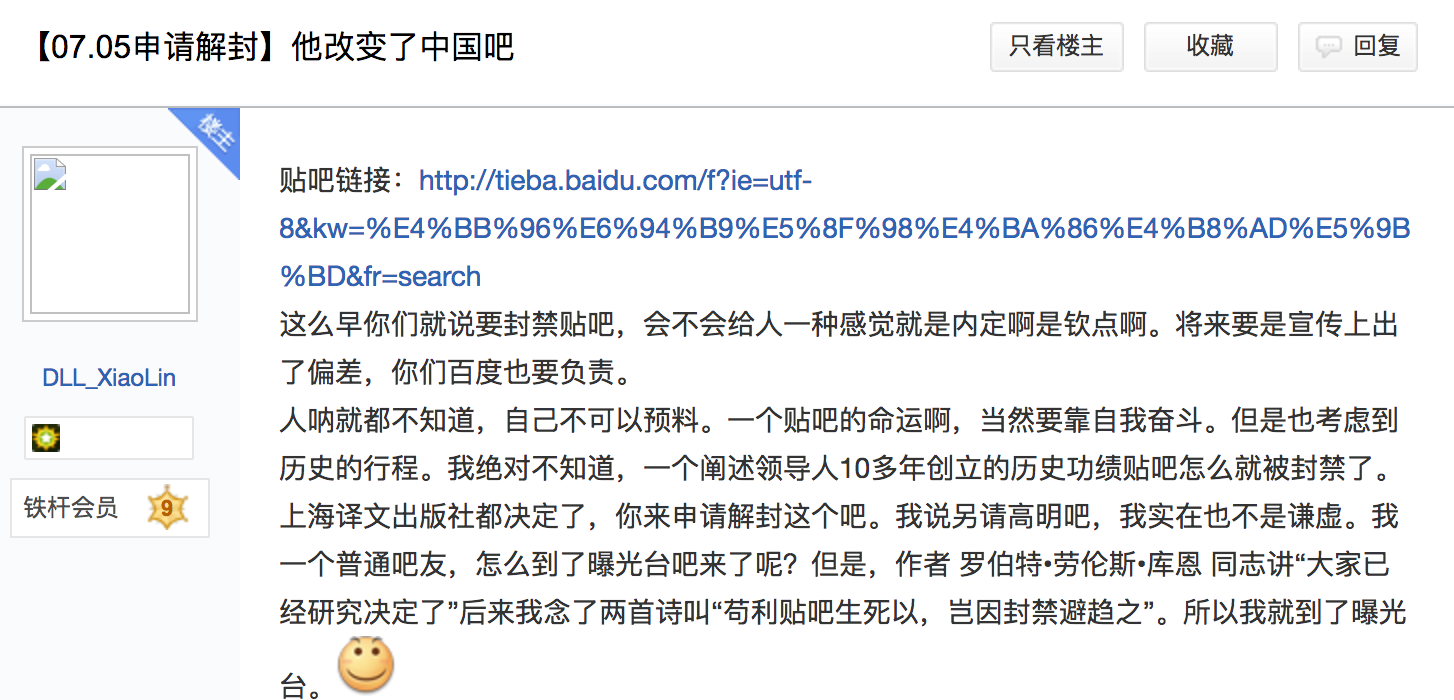 【07.05申请解封】他改变了中国吧
只看楼主
收藏
回复
楼主
DLL_XiaoLin
铁杆会员
9
贴吧链接：http://tieba.baidu.com/f?ie=utf-
8&kw=%E4%BB%96%E6%94%B9%E5%8F%98%E4%BA%86%E4%B8%AD%E5%9B
%BD&fr=search
这么早你们就说要封禁贴吧，会不会给人一种感觉就是内定啊是钦点啊。将来要是宣传上出
了偏差，你们百度也要负责。
人呐就都不知道，自己不可以预料。一个贴吧的命运啊，当然要靠自我奋斗。但是也考虑到
历史的行程。我绝对不知道，一个阐述领导人10多年创立的历史功绩贴吧怎么就被封禁了。
上海译文出版社都决定了，你来申请解封这个吧。我说另请高明吧，我实在也不是谦虚。我
一个普通吧友，怎么到了曝光台吧来了呢？但是，作者 罗伯特•劳伦斯•库恩 同志讲“大家已
经研究决定了”后来我念了两首诗叫“苟利贴吧生死以，岂因封禁避趋之”。所以我就到了曝光
台。